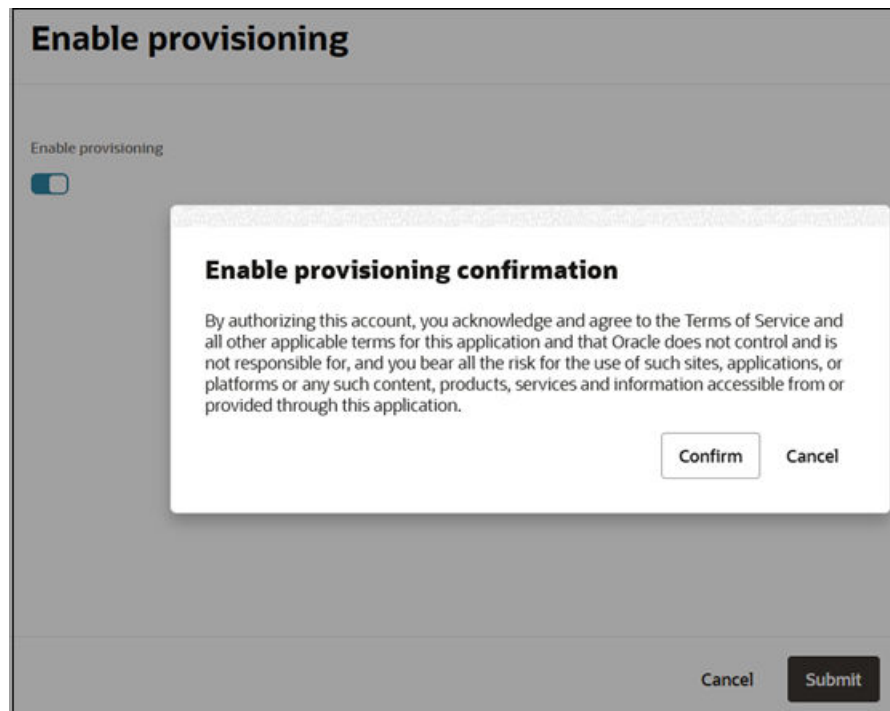 Enable provisioning
Enable provisioning
Enable provisioning confirmation
By authorizing this account, you acknowledge and agree to the Terms of Service and
all other applicable terms for this application and that Oracle does not control and is
not responsible for, and you bear all the risk for the use of such sites, applications, or
platforms or any such content, products, services and information accessible from or
provided through this application.
Confirm Cancel
Cancel Submit